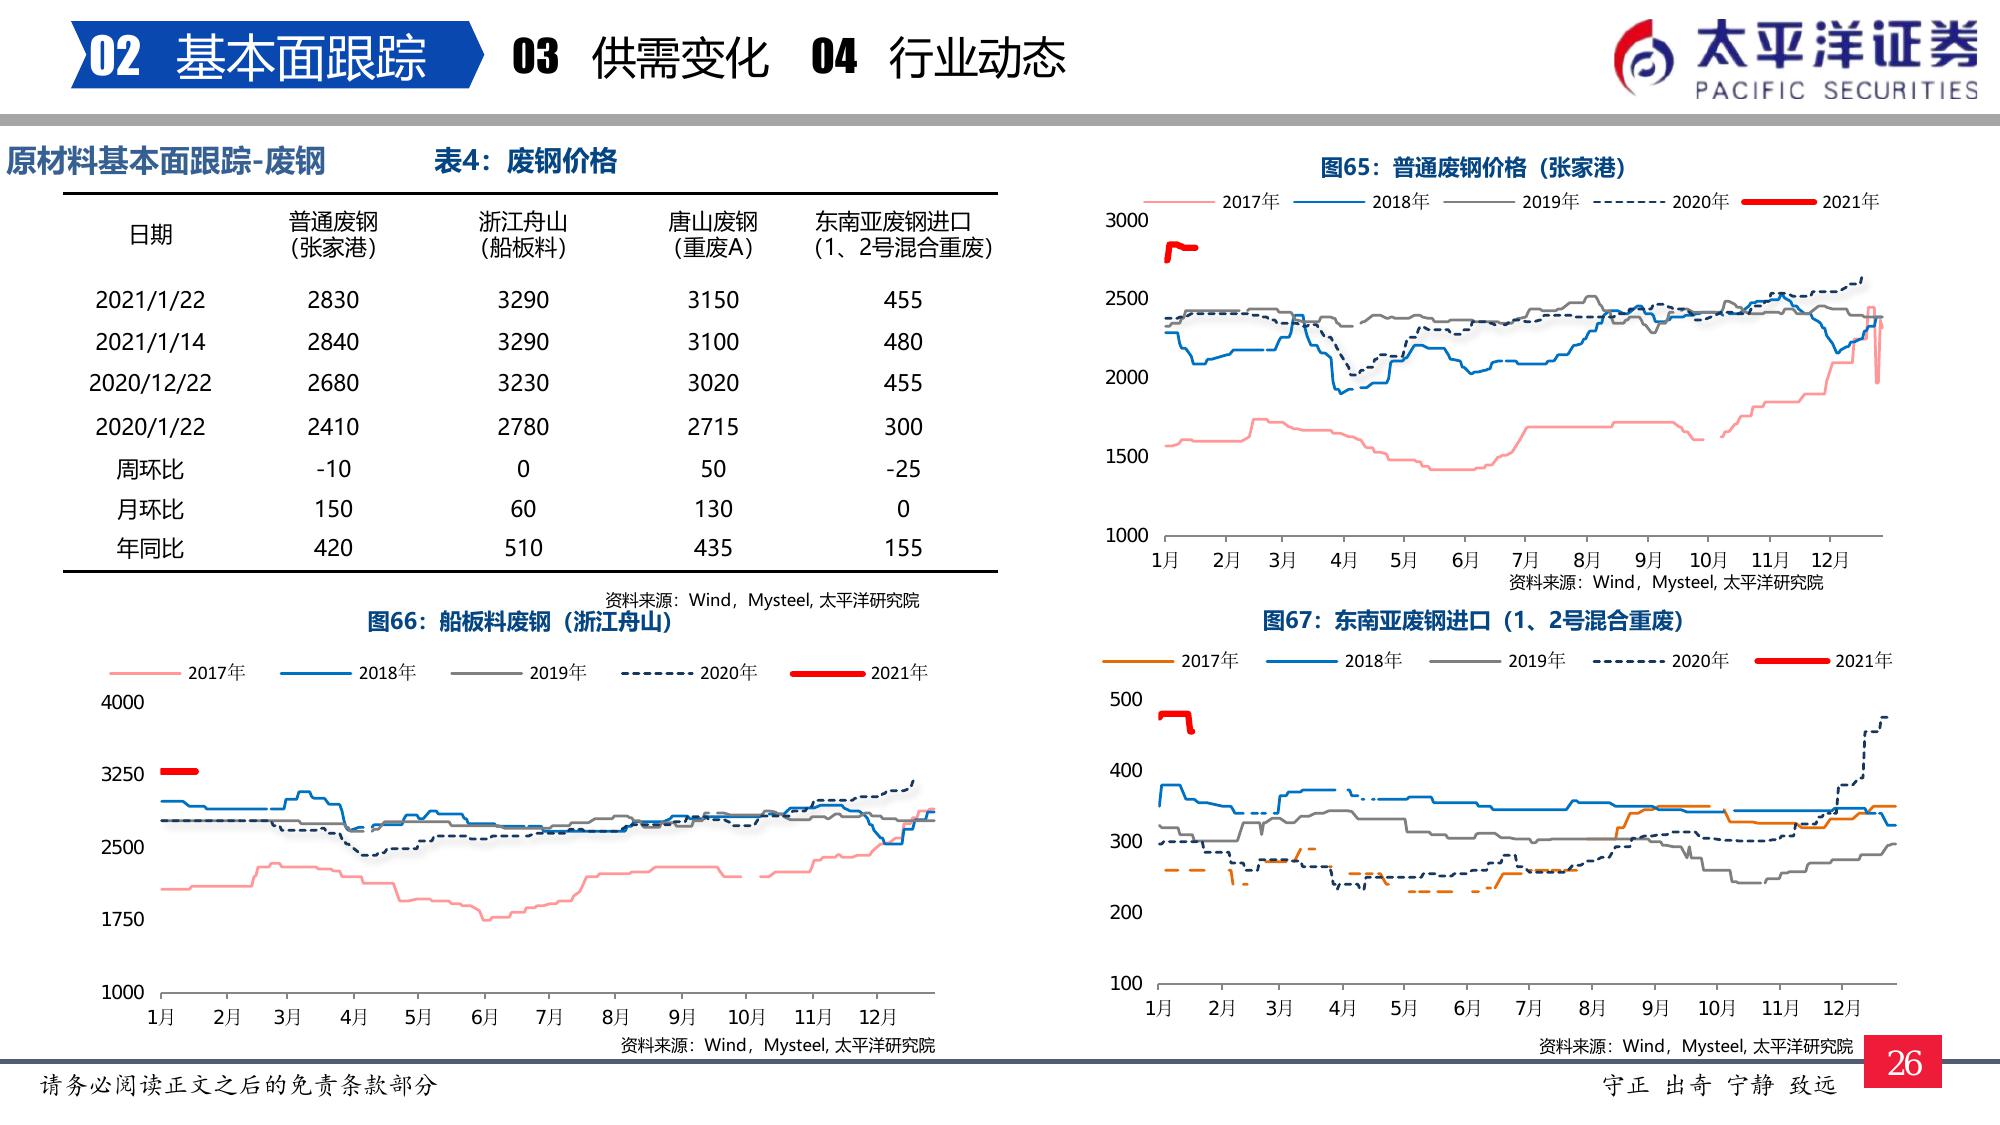 02 基本面跟踪 03 供需变化 04 行业动态
太平洋证券
PACIFIC SECURITIES
原材料基本面跟踪-废钢
表4：废钢价格
日期 普通废钢（张家港） 浙江舟山（船板料） 唐山废钢（重废A） 东南亚废钢进口（1、2号混合重废）
2021/1/22 2830 3290 3150 455
2021/1/14 2840 3290 3100 480
2020/12/22 2680 3230 3020 455
2020/1/22 2410 2780 2715 300
周环比 -10 0 50 -25
月环比 150 60 130 0
年同比 420 510 435 155
资料来源：Wind，Mysteel, 太平洋研究院
图65：普通废钢价格（张家港）
2017年 2018年 2019年 2020年 2021年
3000
2500
2000
1500
1000
1月 2月 3月 4月 5月 6月 7月 8月 9月 10月 11月 12月
资料来源：Wind，Mysteel, 太平洋研究院
图66：船板料废钢（浙江舟山）
2017年 2018年 2019年 2020年 2021年
4000
3250
2500
1750
1000
1月 2月 3月 4月 5月 6月 7月 8月 9月 10月 11月 12月
资料来源：Wind，Mysteel, 太平洋研究院
图67：东南亚废钢进口（1、2号混合重废）
2017年 2018年 2019年 2020年 2021年
500
400
300
200
100
1月 2月 3月 4月 5月 6月 7月 8月 9月 10月 11月 12月
资料来源：Wind，Mysteel, 太平洋研究院
请务必阅读正文之后的免责条款部分
守正 出奇 宁静 致远
26